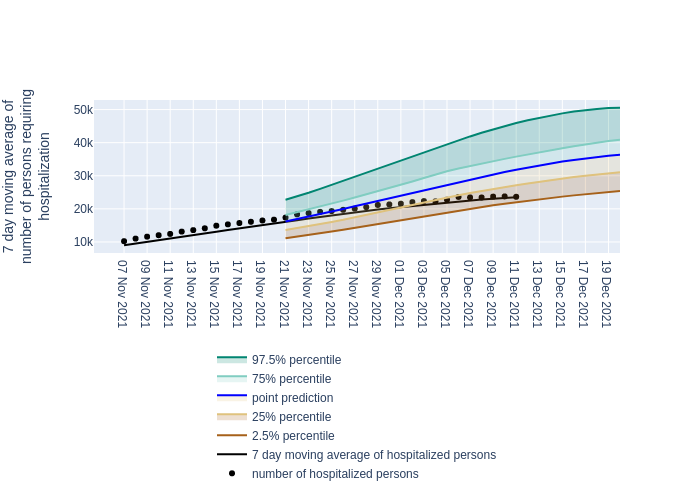 7 day moving average of
number of persons requiring
hospitalization
50k
40k
30k
20k
10k
07 Nov 2021
09 Nov 2021
11 Nov 2021
13 Nov 2021
15 Nov 2021
17 Nov 2021
19 Nov 2021
21 Nov 2021
23 Nov 2021
25 Nov 2021
27 Nov 2021
29 Nov 2021
01 Dec 2021
03 Dec 2021
05 Dec 2021
07 Dec 2021
09 Dec 2021
11 Dec 2021
13 Dec 2021
15 Dec 2021
17 Dec 2021
19 Dec 2021
97.5% percentile
75% percentile
point prediction
25% percentile
2.5% percentile
7 day moving average of hospitalized persons
number of hospitalized persons